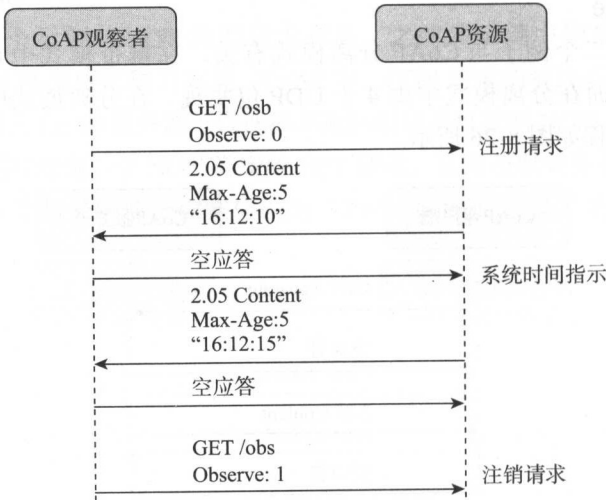 CoAP观察者
CoAP资源
GET /osb
Observe: 0
注册请求
2.05 Content
Max-Age:5
“16:12:10”
空应答
系统时间指示
2.05 Content
Max-Age:5
“16:12:15”
空应答
GET /obs
Observe: 1
注销请求